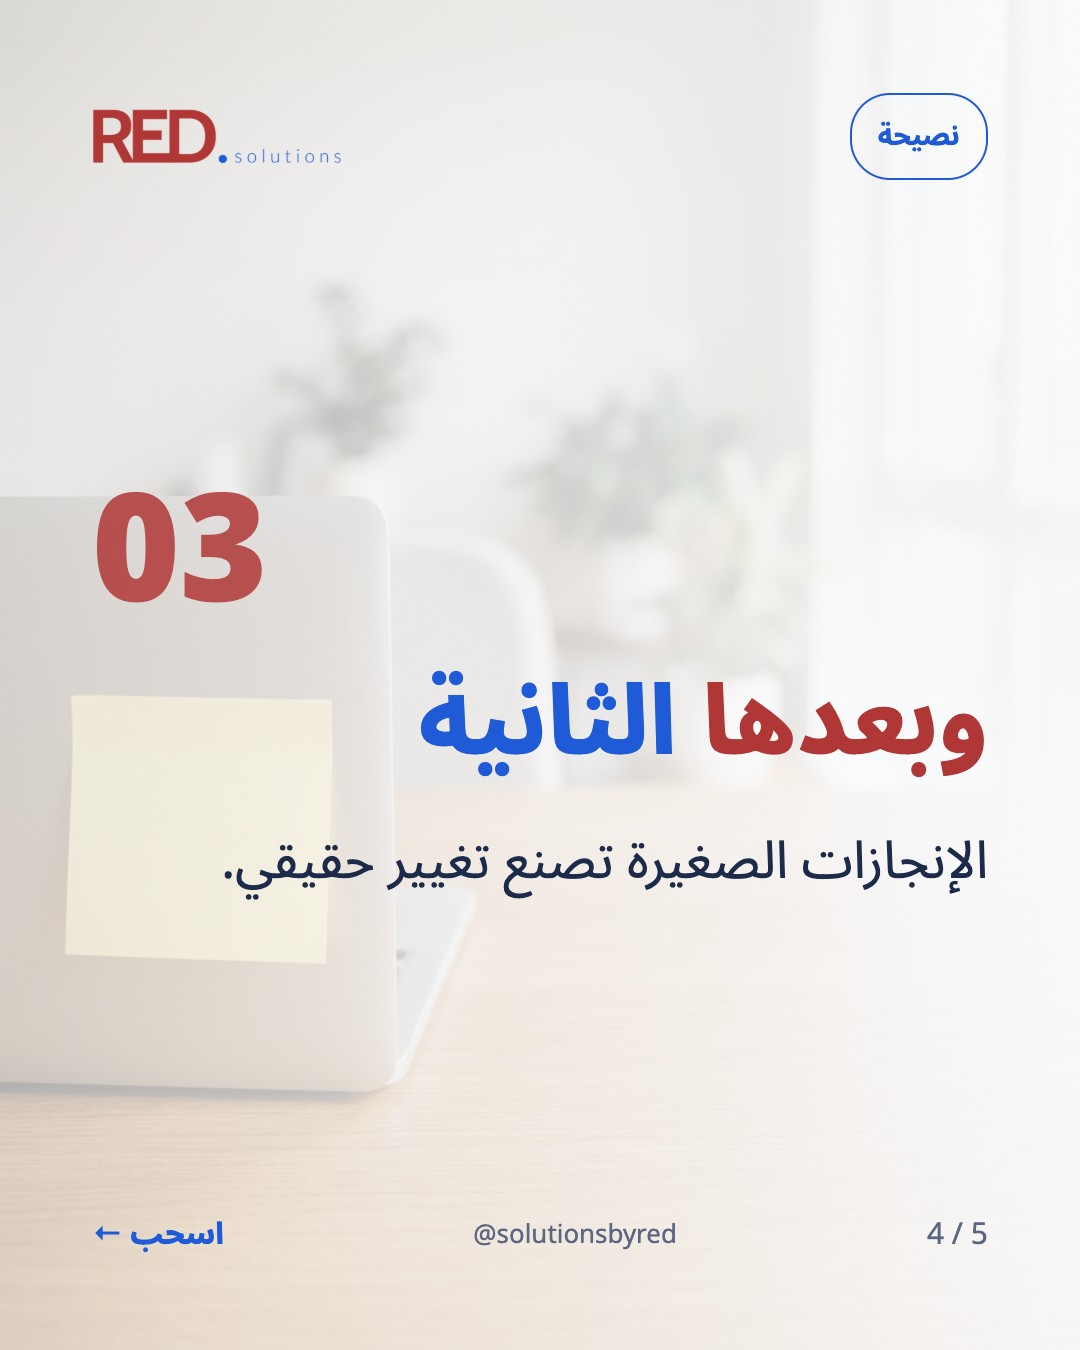 RED.solutions
نصيحة
03
وبعدها الثانية
الإنجازات الصغيرة تصنع تغيير حقيقي.
اسحب ←
@solutionsbyred
4 / 5